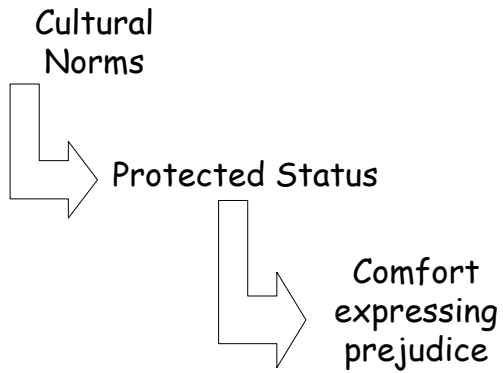 Cultural
Norms
Protected Status
Comfort
expressing
prejudice